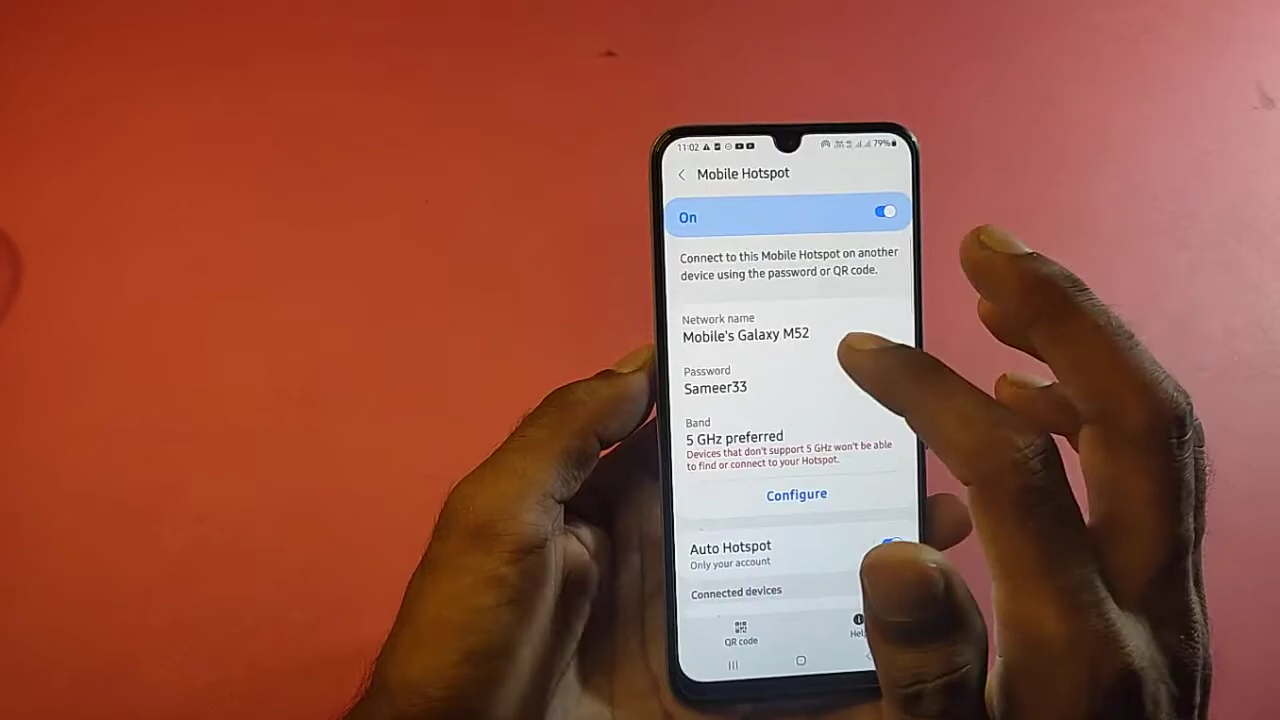 11:02
79%
Mobile Hotspot
On
Connect to this Mobile Hotspot on another
device using the password or QR code.
Network name
Mobile's Galaxy M52
Password
Sameer33
Band
5 GHz preferred
Devices that don't support 5 GHz won't be able
to find or connect to your Hotspot.
Configure
Auto Hotspot
Only your account
Connected devices
QR code